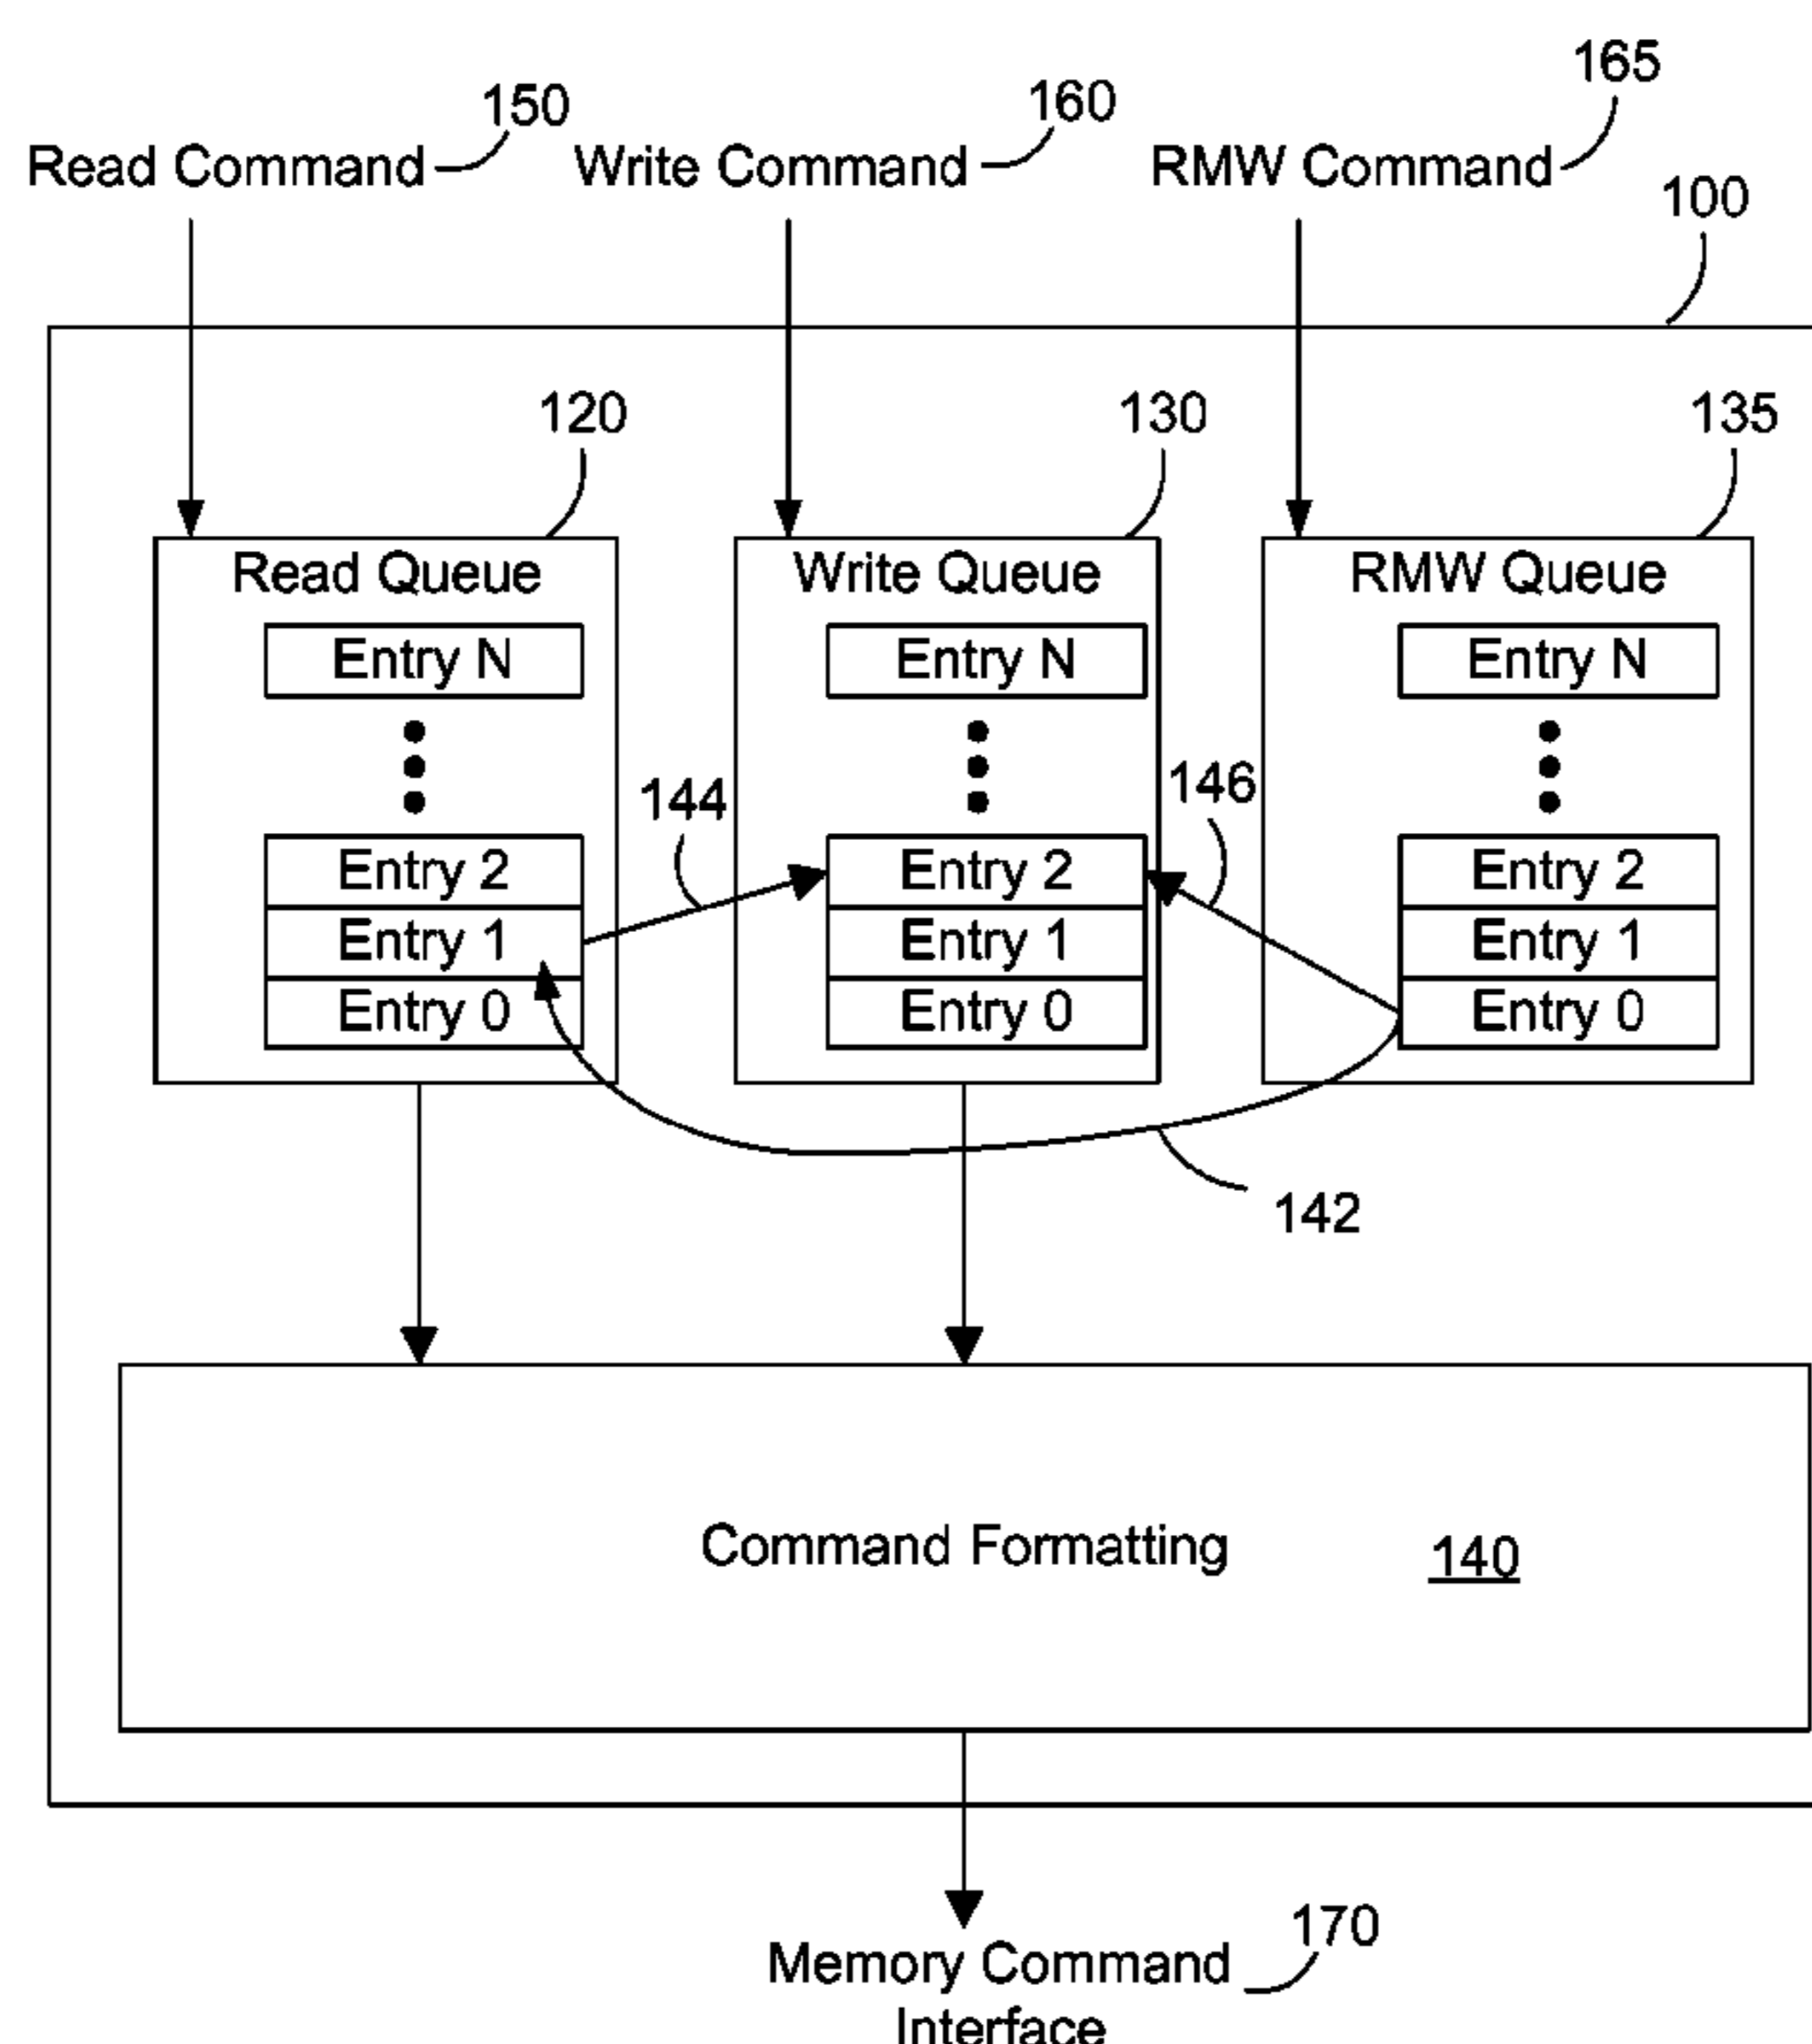 165
150
160
Read Command
Write Command
RMW Command
100
120
130
135
Read Queue
Write Queue
RMW Queue
Entry N
Entry N
Entry N
144
146
Entry 2
Entry 2
Entry 2
Entry 1
Entry 1
Entry 1
Entry 0
Entry 0
Entry 0
142
Command Formatting
140
170
Memory Command
Interface